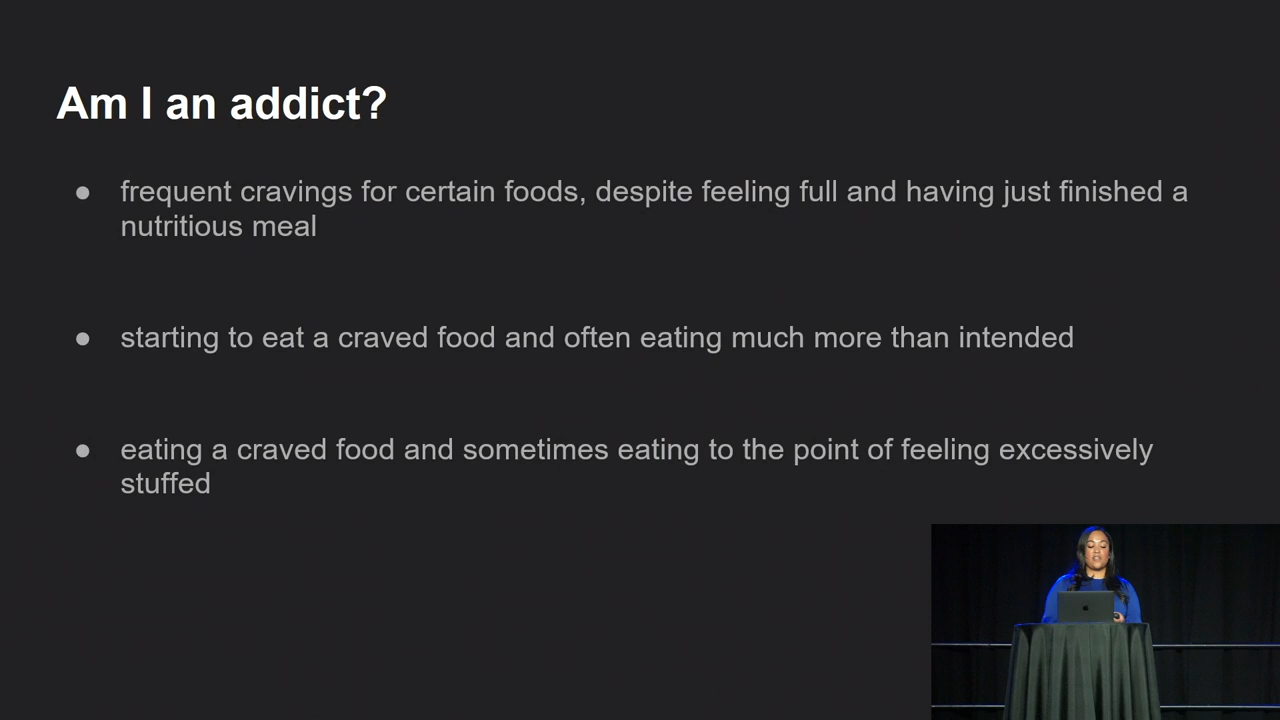 Am I an addict?
● frequent cravings for certain foods, despite feeling full and having just finished a
nutritious meal
● starting to eat a craved food and often eating much more than intended
● eating a craved food and sometimes eating to the point of feeling excessively
stuffed